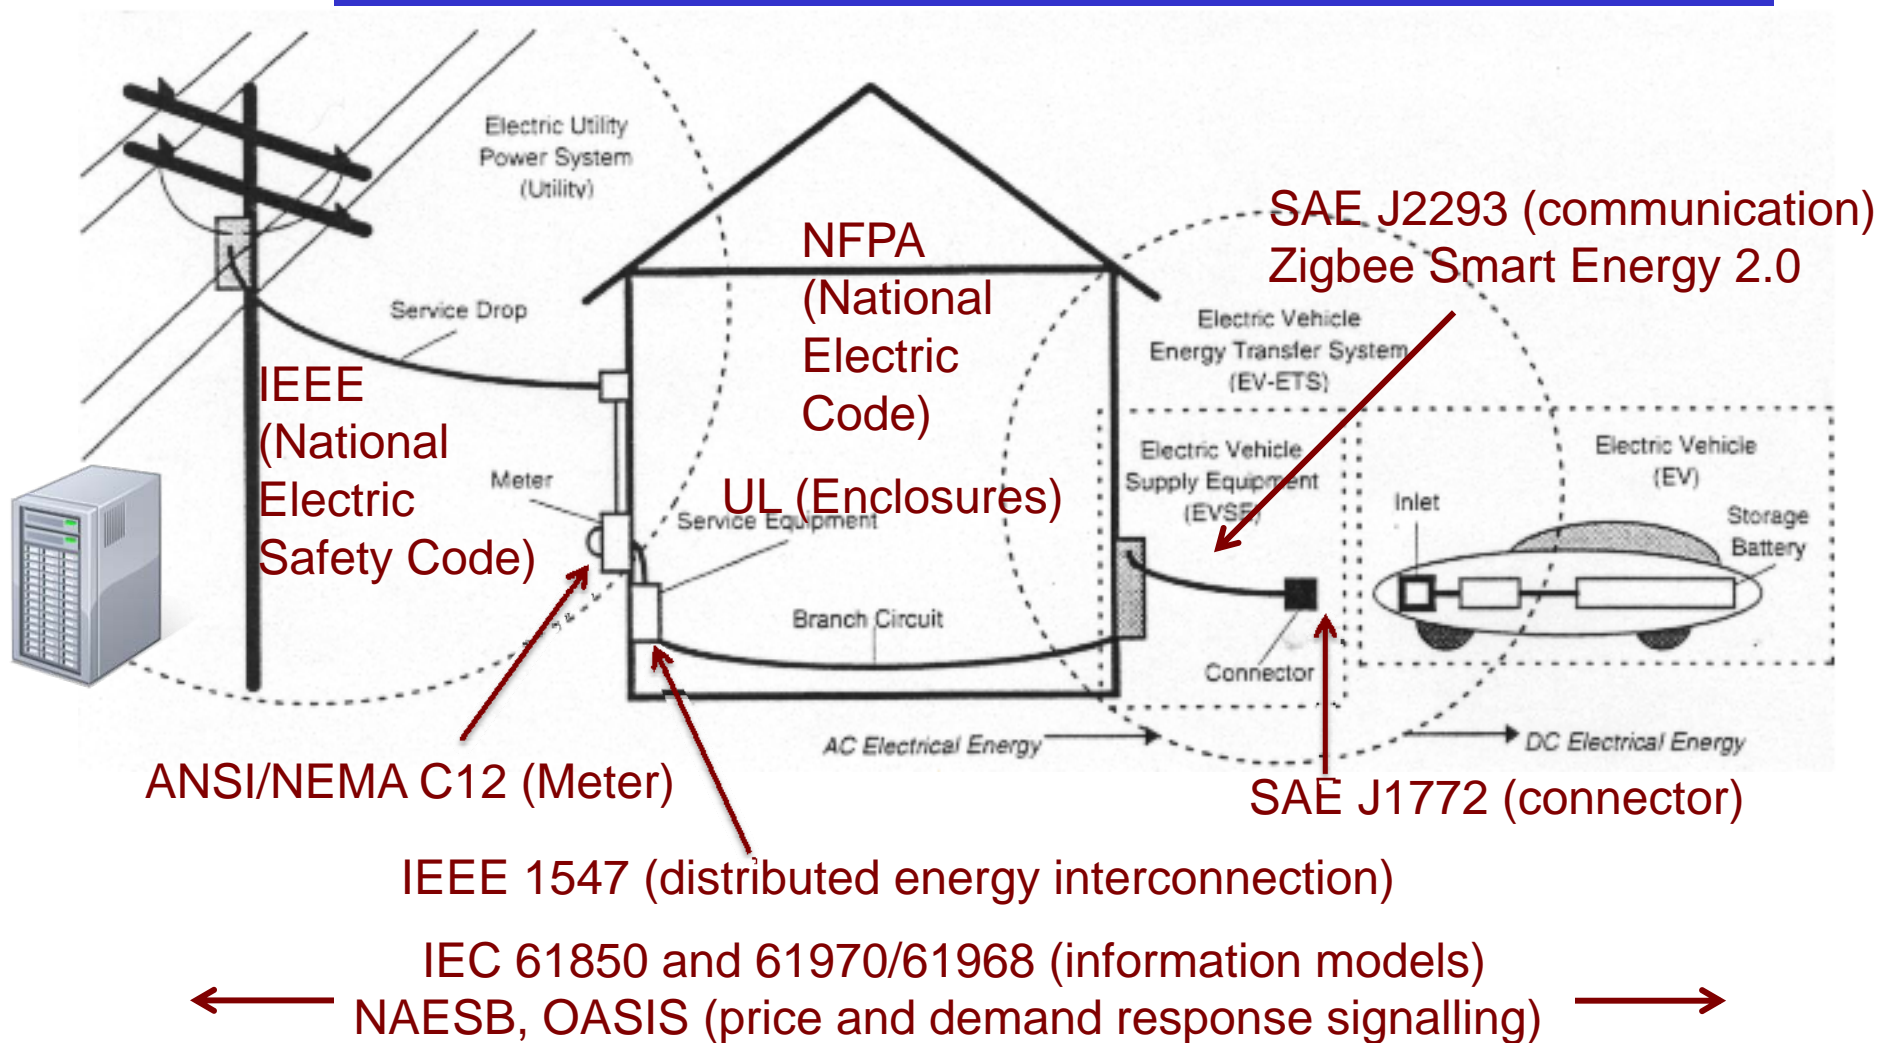 Electric Utility
Power System
(Utility)
Service Drop
IEEE
(National
Electric
Safety Code)
Meter
NFPA
(National
Electric
Code)
UL (Enclosures)
Service Equipment
Branch Circuit
SAE J2293 (communication)
Zigbee Smart Energy 2.0
Electric Vehicle
Energy Transfer System
(EV-ETS)
Electric Vehicle
Supply Equipment
(EVSE)
Connector
Electric Vehicle
(EV)
Inlet
Storage
Battery
AC Electrical Energy
DC Electrical Energy
ANSI/NEMA C12 (Meter)
SAE J1772 (connector)
IEEE 1547 (distributed energy interconnection)
IEC 61850 and 61970/61968 (information models)
NAESB, OASIS (price and demand response signalling)